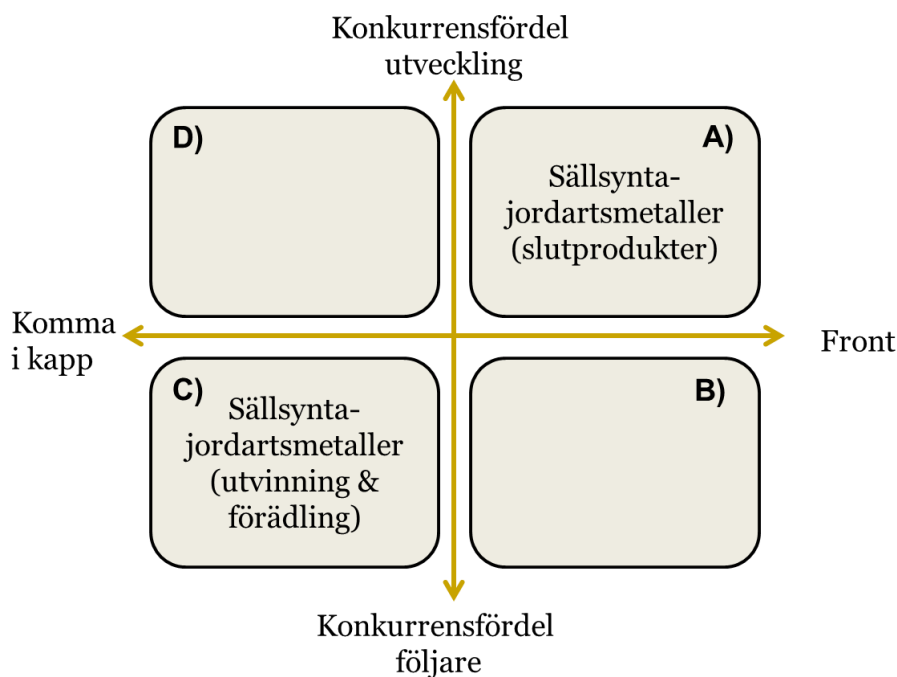 Konkurrensfördel
utveckling
D)
A)
Sällsynta-
jordartsmetaller
(slutprodukter)
Komma
i kapp
Front
C)
Sällsynta-
jordartsmetaller
(utvinning &
förädling)
B)
Konkurrensfördel
följare